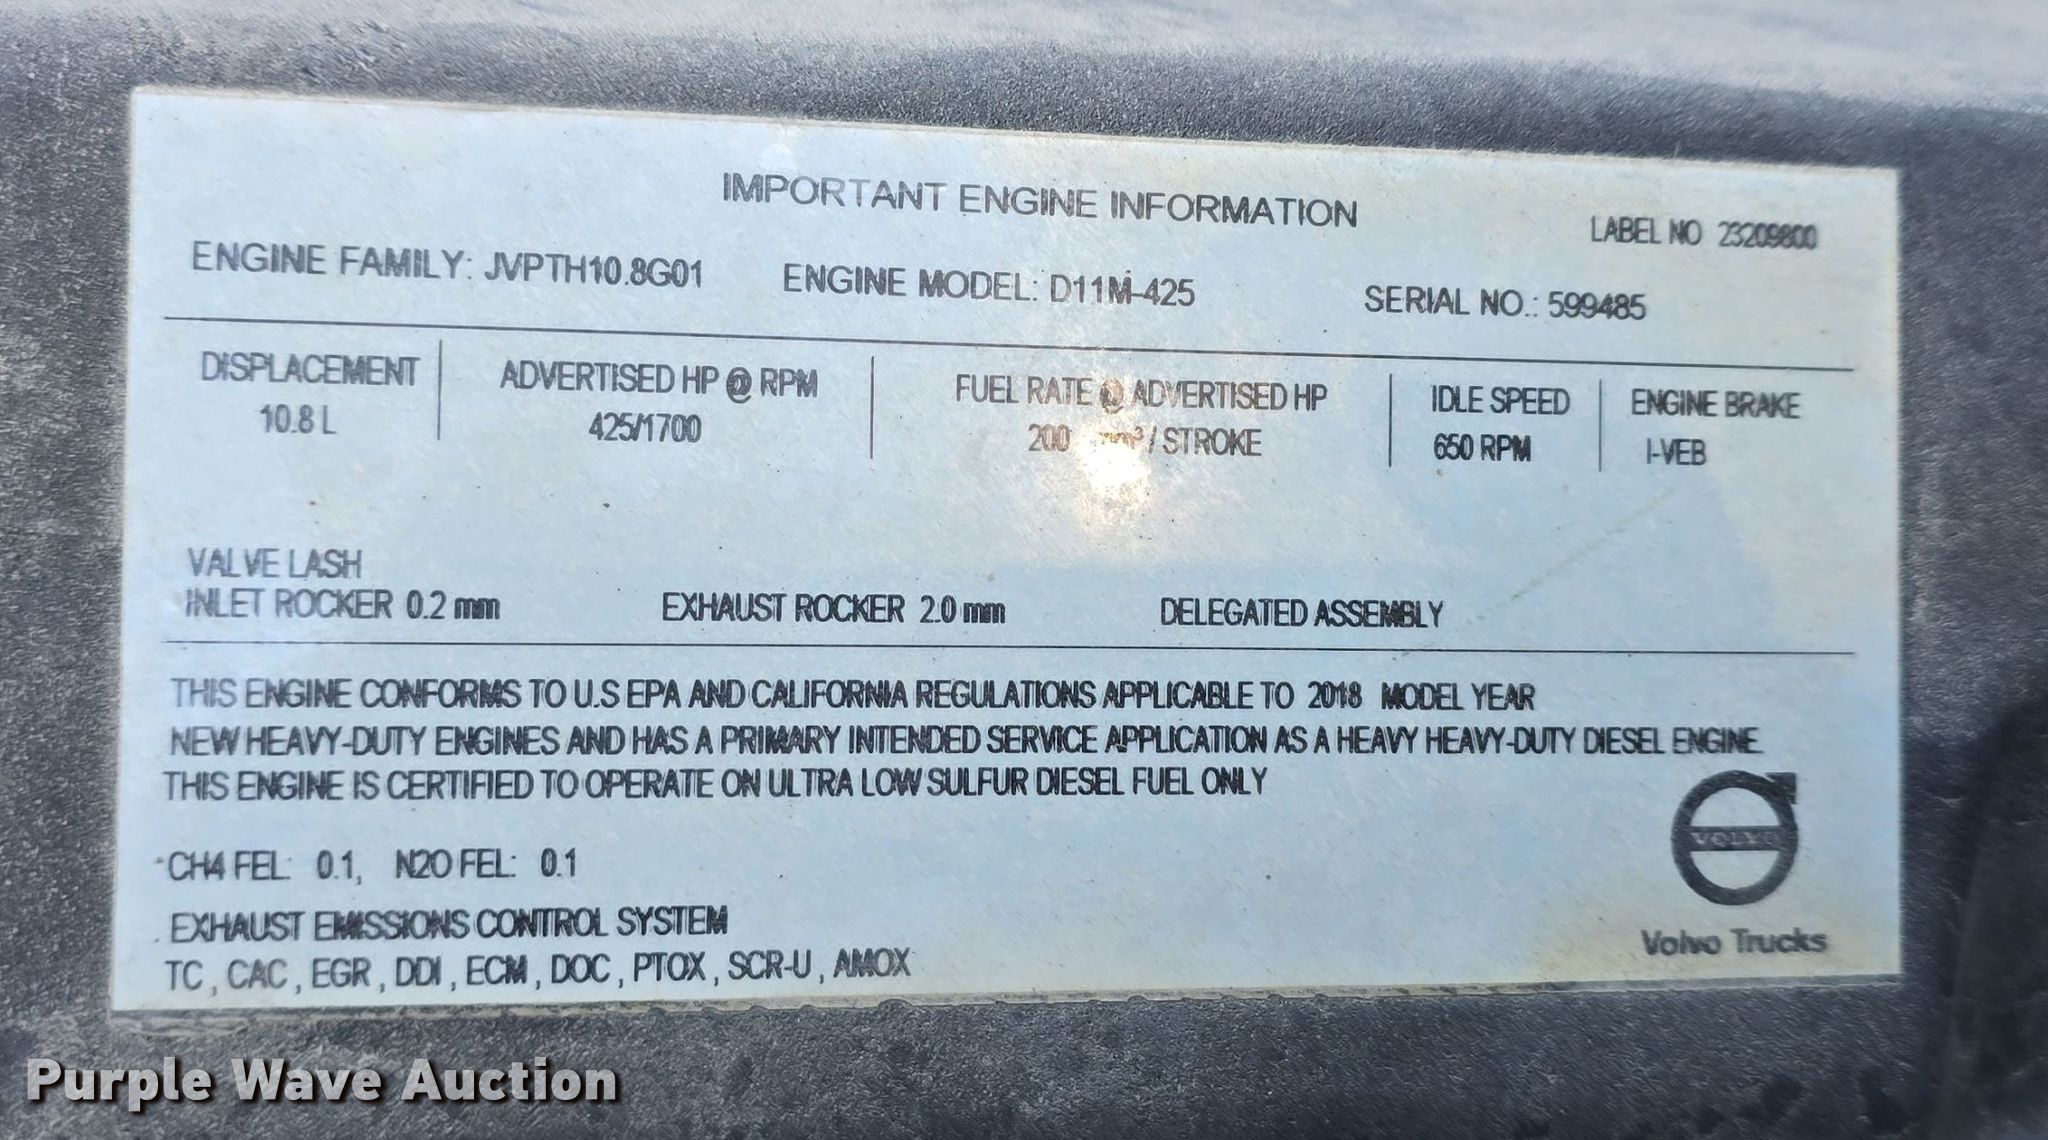 IMPORTANT ENGINE INFORMATION
LABEL NO 23209800
ENGINE FAMILY: JVPTH10.8G01 ENGINE MODEL: D11M-425 SERIAL NO.: 599485
DISPLACEMENT ADVERTISED HP @ RPM FUEL RATE @ ADVERTISED HP IDLE SPEED ENGINE BRAKE
10.8 L 425/1700 200 mm³ / STROKE 650 RPM I-VEB
VALVE LASH
INLET ROCKER 0.2 mm EXHAUST ROCKER 2.0 mm DELEGATED ASSEMBLY
THIS ENGINE CONFORMS TO U.S EPA AND CALIFORNIA REGULATIONS APPLICABLE TO 2018 MODEL YEAR
NEW HEAVY-DUTY ENGINES AND HAS A PRIMARY INTENDED SERVICE APPLICATION AS A HEAVY HEAVY-DUTY DIESEL ENGINE
THIS ENGINE IS CERTIFIED TO OPERATE ON ULTRA LOW SULFUR DIESEL FUEL ONLY
CH4 FEL: 0.1, N2O FEL: 0.1
EXHAUST EMISSIONS CONTROL SYSTEM
TC , CAC , EGR , DDI , ECM , DOC , PTOX , SCR-U , AMOX
VOLVO
Volvo Trucks
Purple Wave Auction